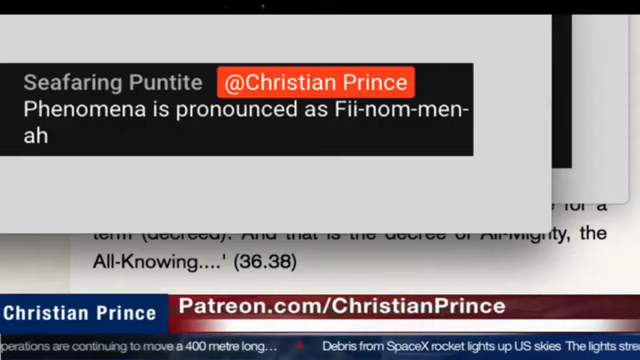 Seafaring Puntite @Christian Prince
Phenomena is pronounced as Fii-nom-men-
ah
for a
term (decreed). And that is the decree of All-Mighty, the
All-Knowing....' (36.38)
Christian Prince
Patreon.com/ChristianPrince
operations are continuing to move a 400 metre long... + Debris from SpaceX rocket lights up US skies The lights stre